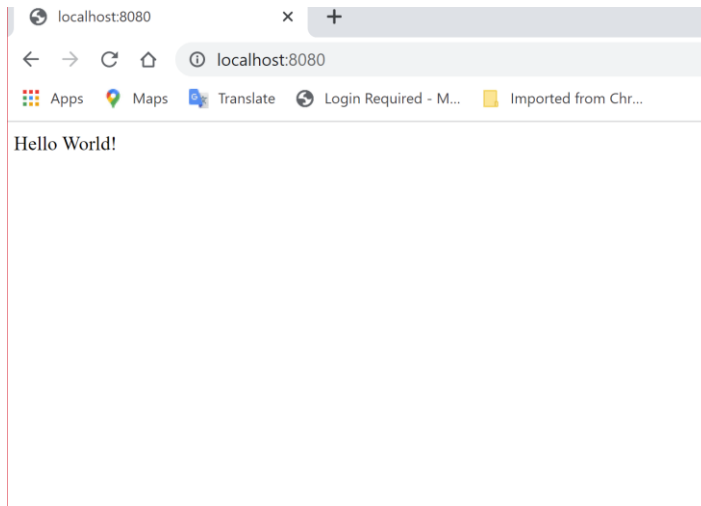 localhost:8080
localhost:8080
Apps Maps Translate Login Required - M... Imported from Chr...
Hello World!